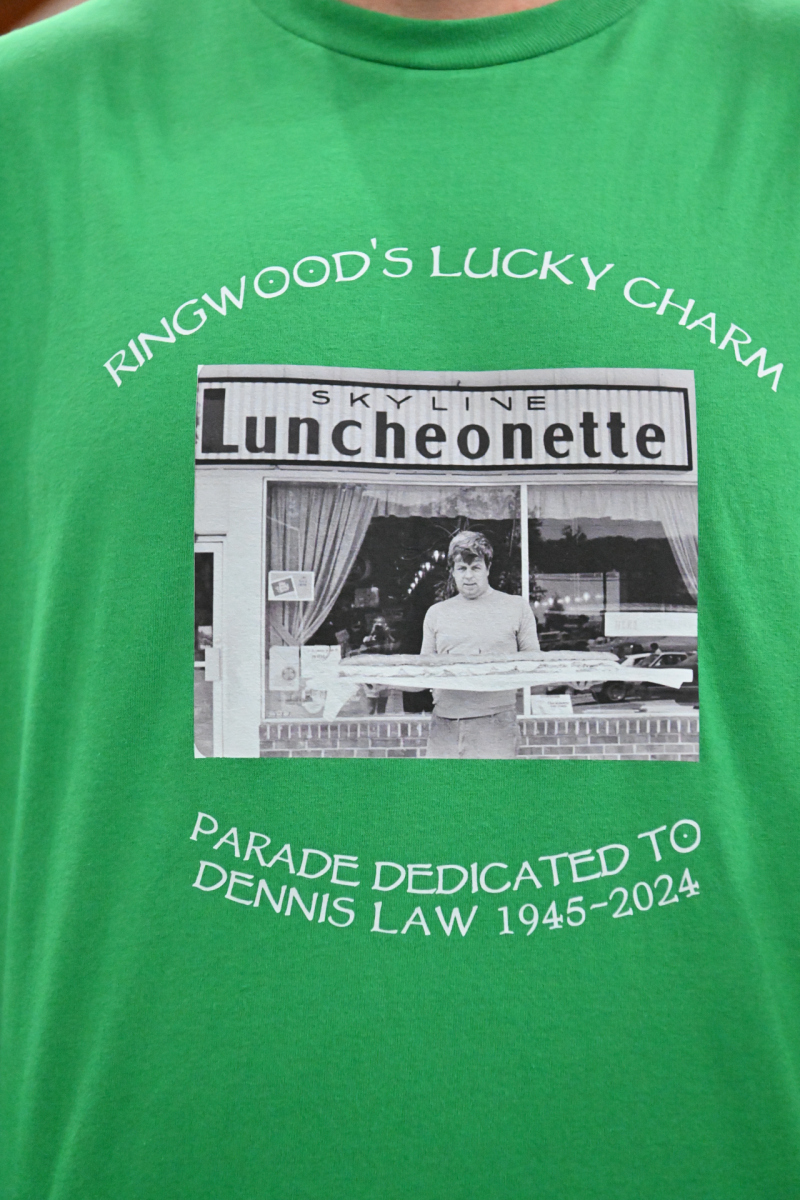 RINGWOOD'S LUCKY CHARM
SKYLINE
Luncheonette
PARADE DEDICATED TO
DENNIS LAW 1945-2024